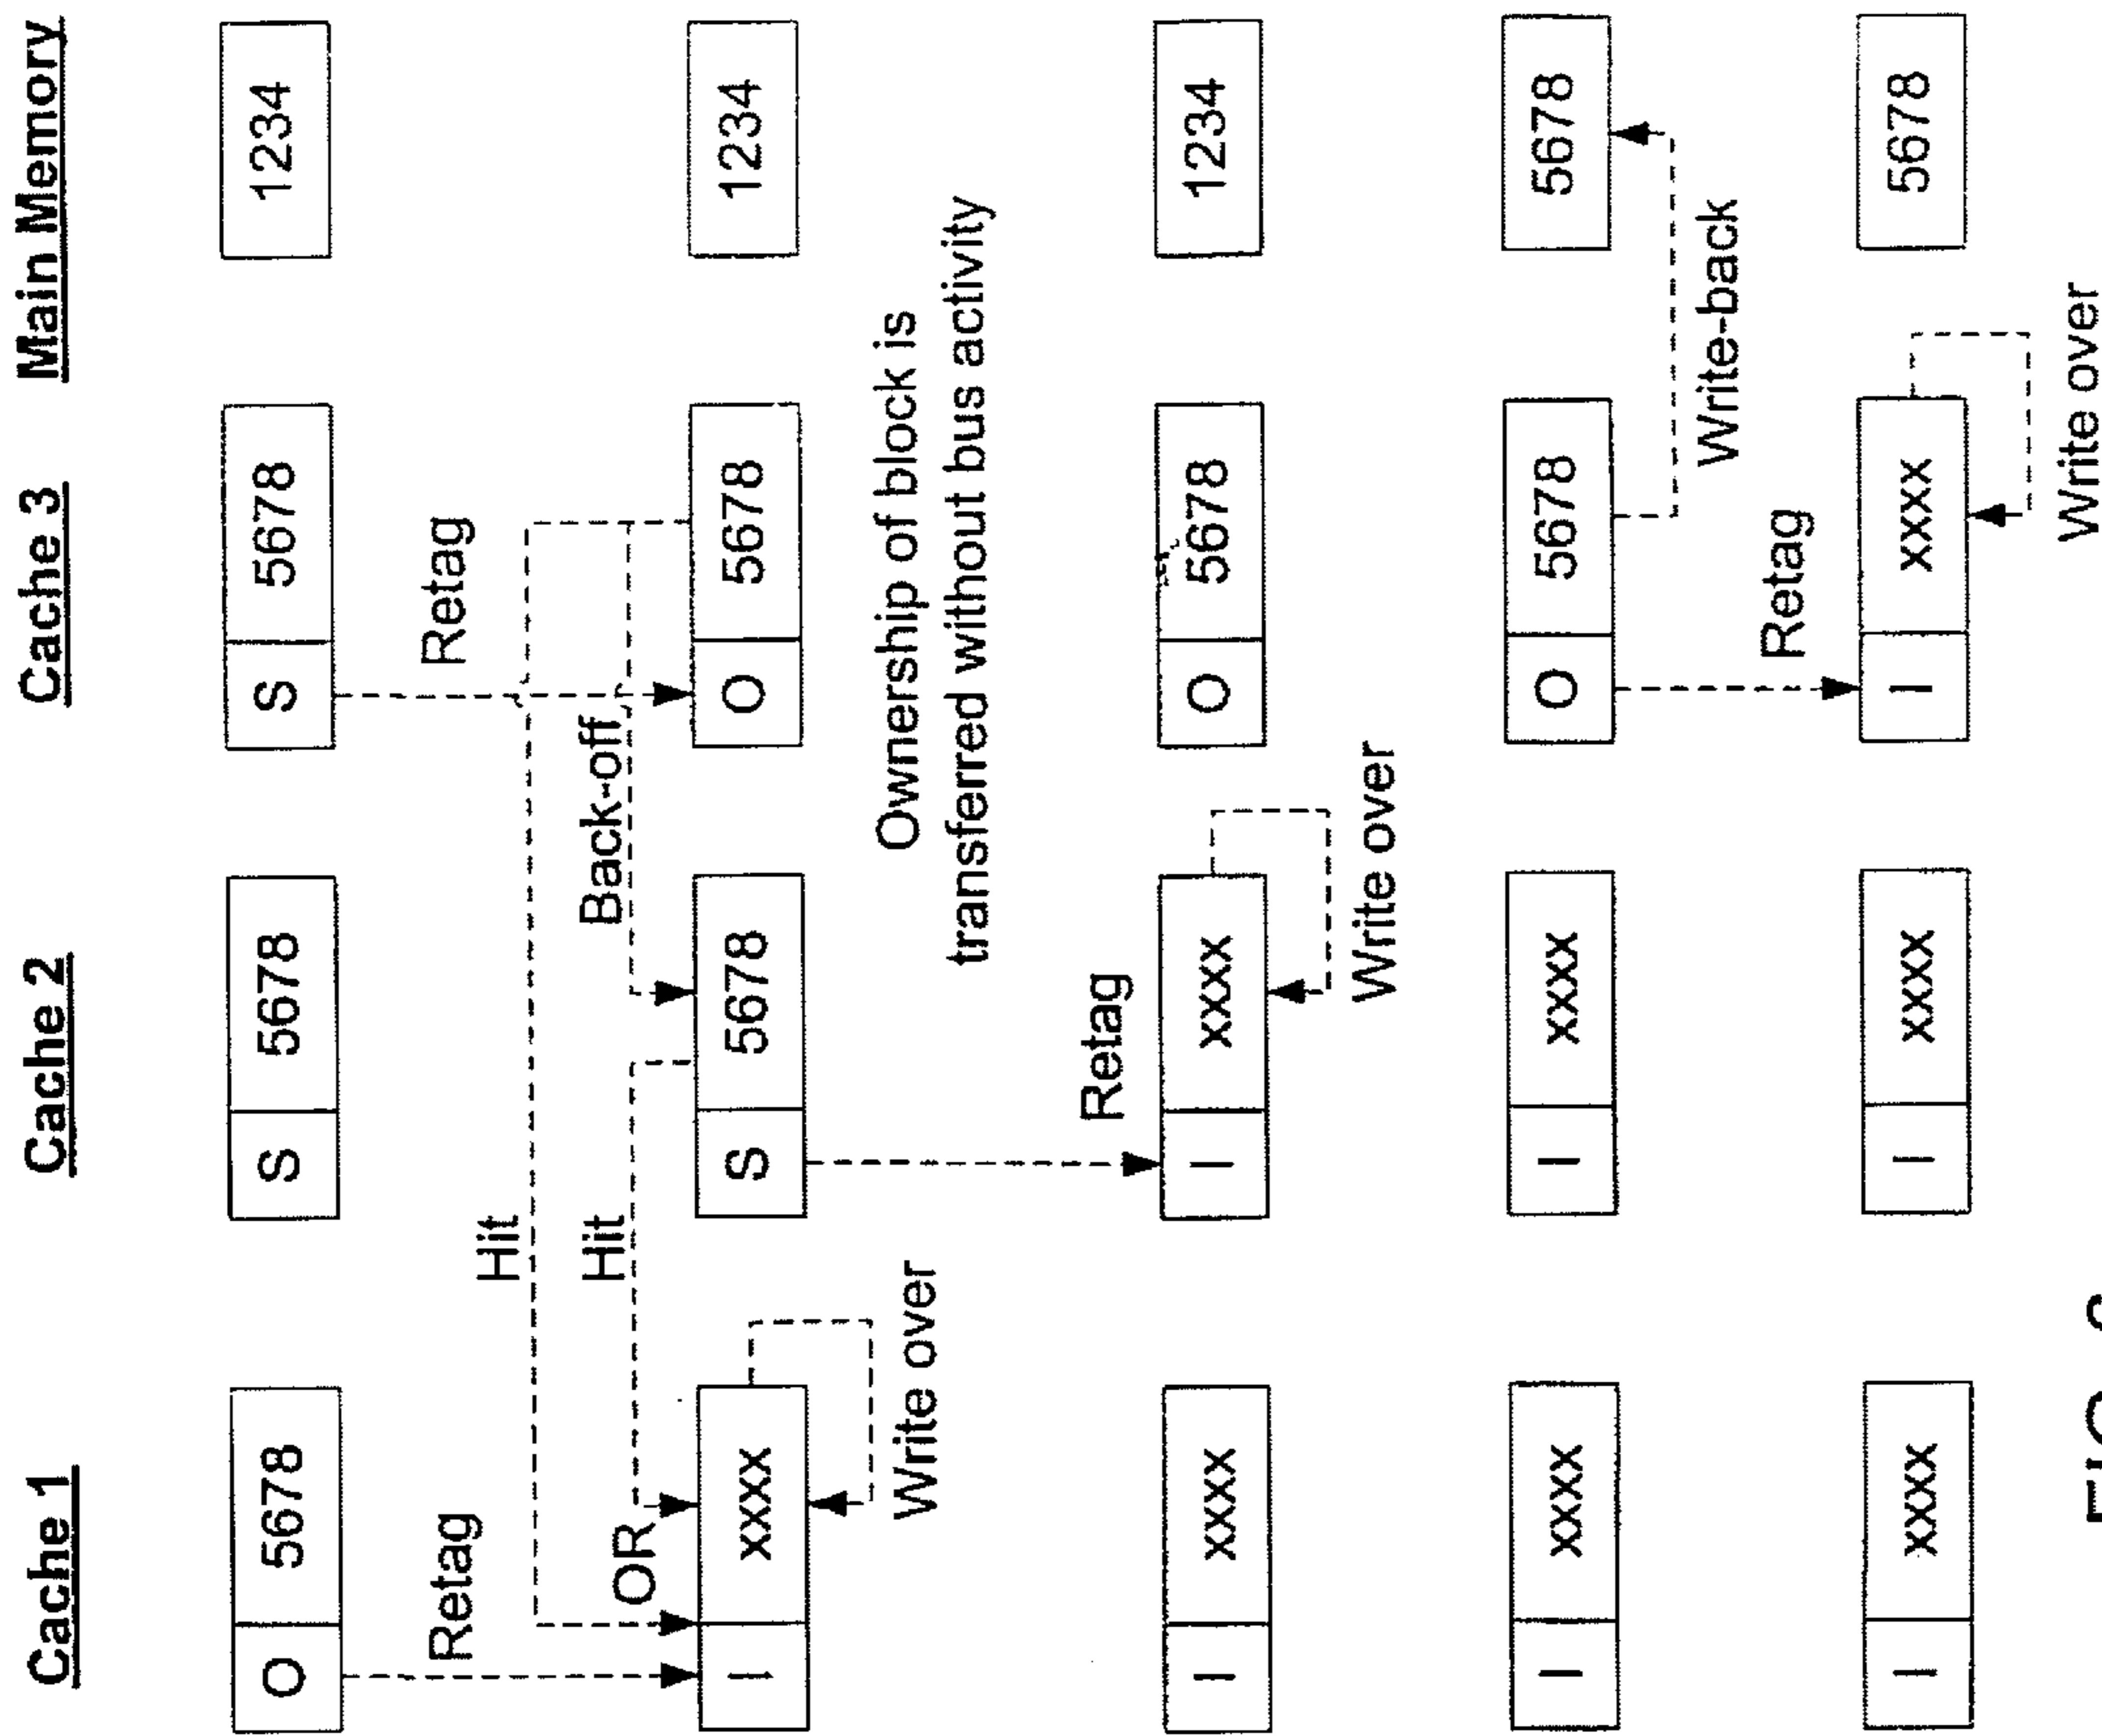 Cache 1 Cache 2 Cache 3 Main Memory
O 5678 S 5678 S 5678 1234
Retag Retag
Hit
Hit Back-off
OR
I xxxx S 5678 O 5678 1234
Write over
Ownership of block is
transferred without bus activity
Retag
I xxxx I xxxx O 5678 1234
Write over
I xxxx I xxxx O 5678 5678
Write-back
Retag
I xxxx I xxxx I xxxx 5678
Write over